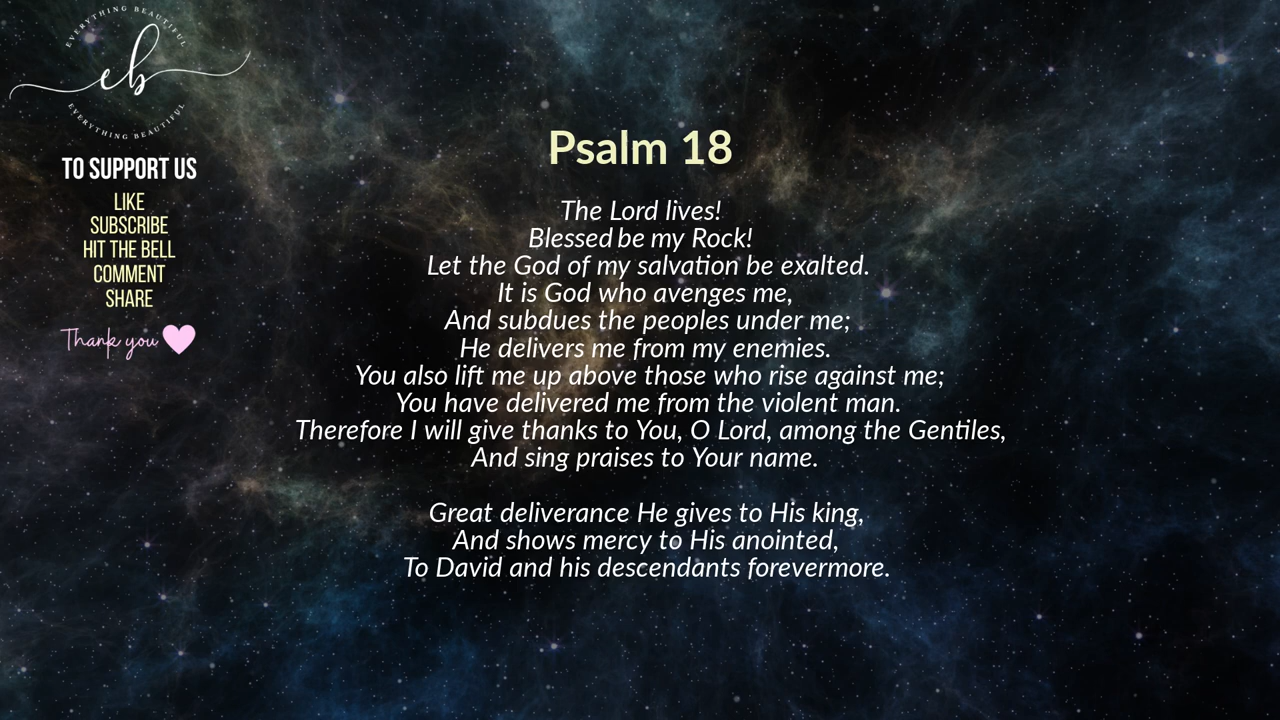 EVERYTHING BEAUTIFUL
eb
EVERYTHING BEAUTIFUL
TO SUPPORT US
LIKE
SUBSCRIBE
HIT THE BELL
COMMENT
SHARE
Thank you
Psalm 18
The Lord lives!
Blessed be my Rock!
Let the God of my salvation be exalted.
It is God who avenges me,
And subdues the peoples under me;
He delivers me from my enemies.
You also lift me up above those who rise against me;
You have delivered me from the violent man.
Therefore I will give thanks to You, O Lord, among the Gentiles,
And sing praises to Your name.
Great deliverance He gives to His king,
And shows mercy to His anointed,
To David and his descendants forevermore.